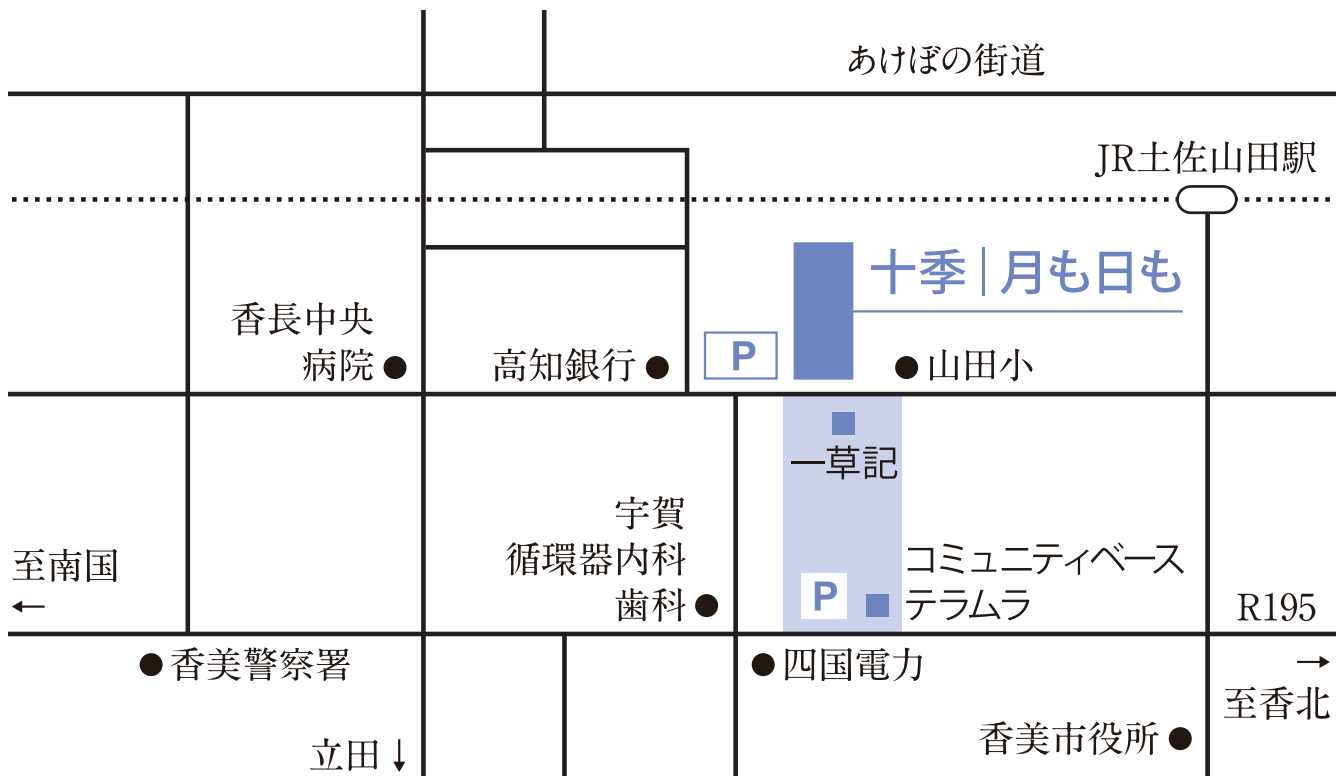 あけぼの街道
JR土佐山田駅
十季｜月も日も
香長中央
病院
高知銀行
P
山田小
一草記
宇賀
循環器内科
歯科
至南国
←
コミュニティベース
テラムラ
P
R195
→
至香北
香美警察署
四国電力
香美市役所
立田 ↓